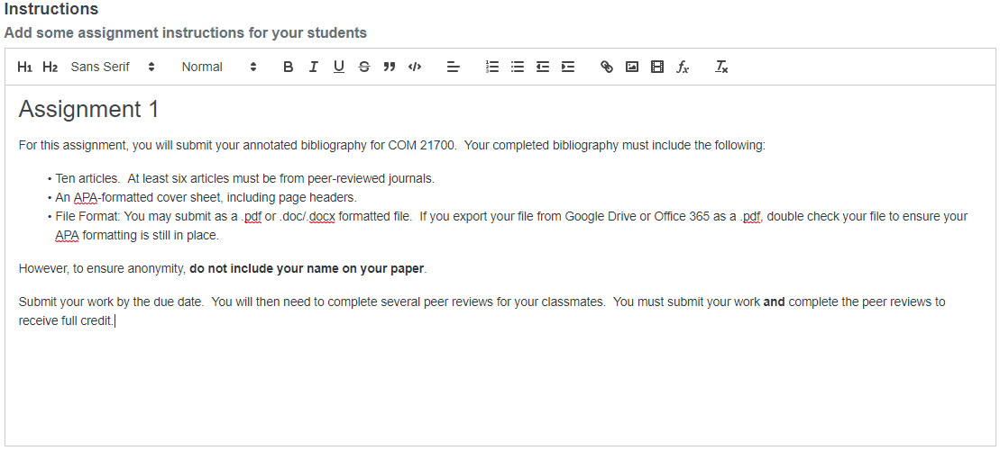 Instructions
Add some assignment instructions for your students
H1 H2 Sans Serif Normal B I U S ” </> fx Tx
Assignment 1
For this assignment, you will submit your annotated bibliography for COM 21700.  Your completed bibliography must include the following:
• Ten articles.  At least six articles must be from peer-reviewed journals.
• An APA-formatted cover sheet, including page headers.
• File Format: You may submit as a .pdf or .doc/.docx formatted file.  If you export your file from Google Drive or Office 365 as a .pdf, double check your file to ensure your
APA formatting is still in place.
However, to ensure anonymity, do not include your name on your paper.
Submit your work by the due date.  You will then need to complete several peer reviews for your classmates.  You must submit your work and complete the peer reviews to
receive full credit.